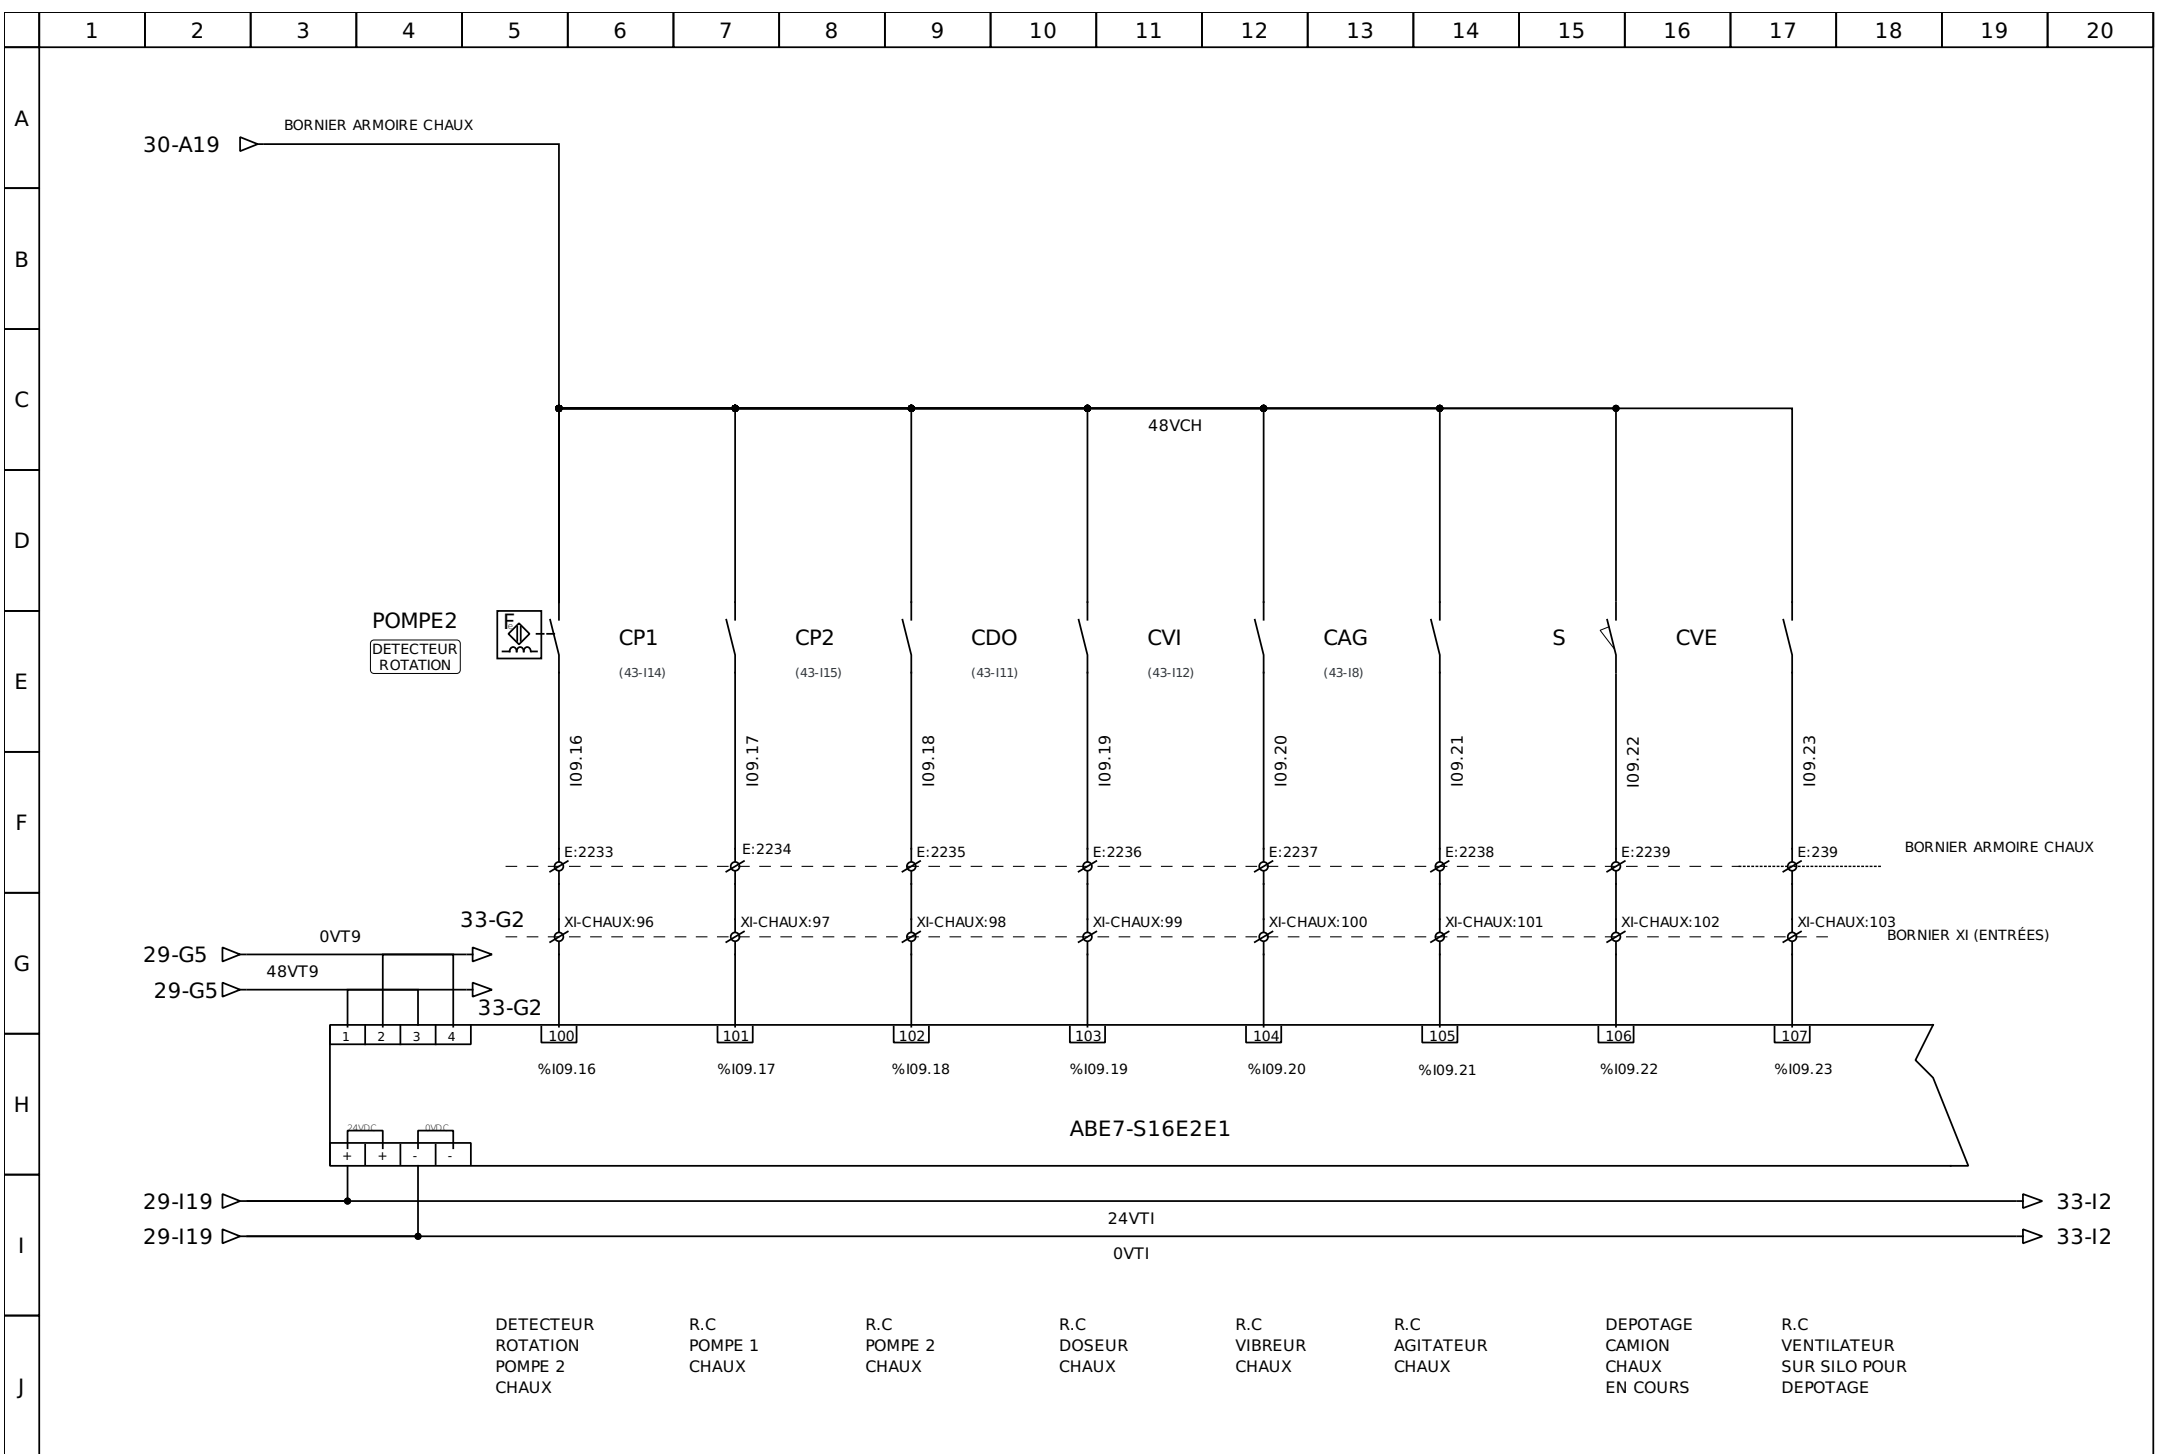 1 2 3 4 5 6 7 8 9 10 11 12 13 14 15 16 17 18 19 20
A
BORNIER ARMOIRE CHAUX
30-A19
B
C
48VCH
D
POMPE2
DETECTEUR
ROTATION
F
CP1
(43-I14)
CP2
(43-I15)
CDO
(43-I11)
CVI
(43-I12)
CAG
(43-I8)
S
CVE
E
I09.16 I09.17 I09.18 I09.19 I09.20 I09.21 I09.22 I09.23
F
E:2233 E:2234 E:2235 E:2236 E:2237 E:2238 E:2239 E:239
BORNIER ARMOIRE CHAUX
33-G2
XI-CHAUX:96 XI-CHAUX:97 XI-CHAUX:98 XI-CHAUX:99 XI-CHAUX:100 XI-CHAUX:101 XI-CHAUX:102 XI-CHAUX:103
BORNIER XI (ENTRÉES)
0VT9
29-G5
G
48VT9
29-G5
33-G2
1 2 3 4 100 101 102 103 104 105 106 107
%I09.16 %I09.17 %I09.18 %I09.19 %I09.20 %I09.21 %I09.22 %I09.23
H
ABE7-S16E2E1
24VDC 0VDC
+ + - -
29-I19
33-I2
24VTI
29-I19
33-I2
I
0VTI
DETECTEUR
ROTATION
POMPE 2
CHAUX
R.C
POMPE 1
CHAUX
R.C
POMPE 2
CHAUX
R.C
DOSEUR
CHAUX
R.C
VIBREUR
CHAUX
R.C
AGITATEUR
CHAUX
DEPOTAGE
CAMION
CHAUX
EN COURS
R.C
VENTILATEUR
SUR SILO POUR
DEPOTAGE
J